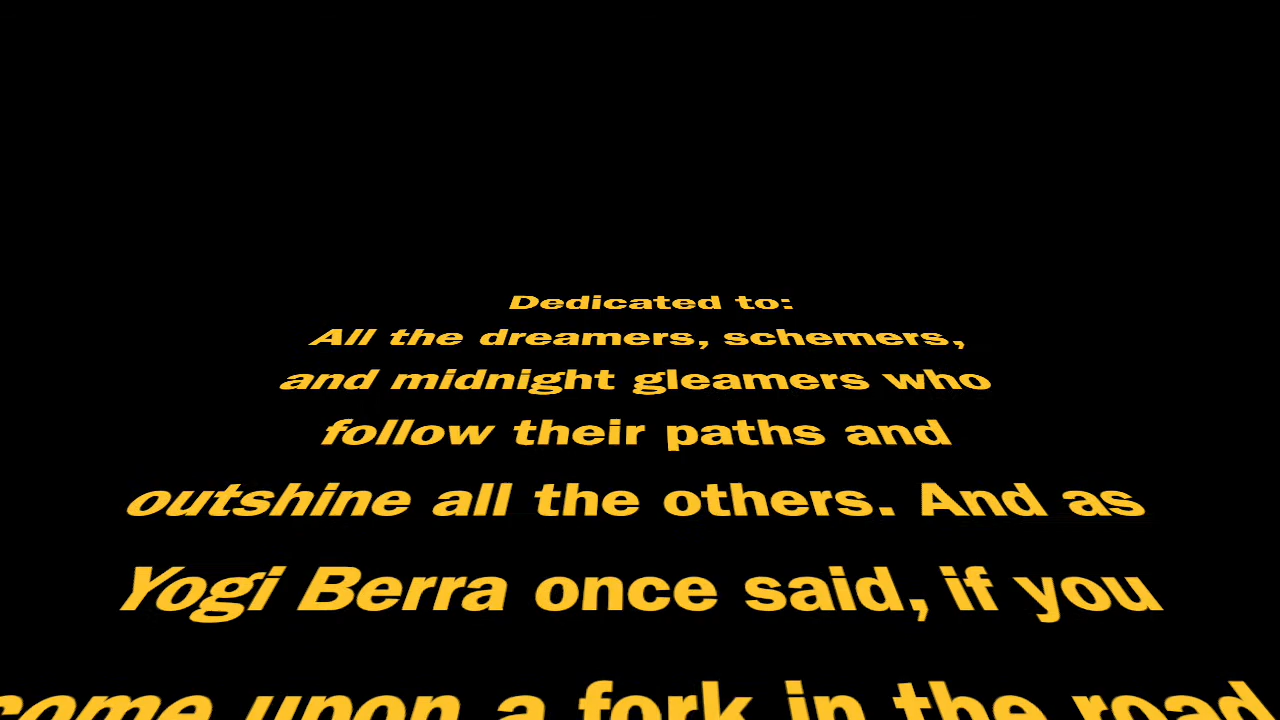 Dedicated to:
All the dreamers, schemers,
and midnight gleamers who
follow their paths and
outshine all the others. And as
Yogi Berra once said, if you
come upon a fork in the road